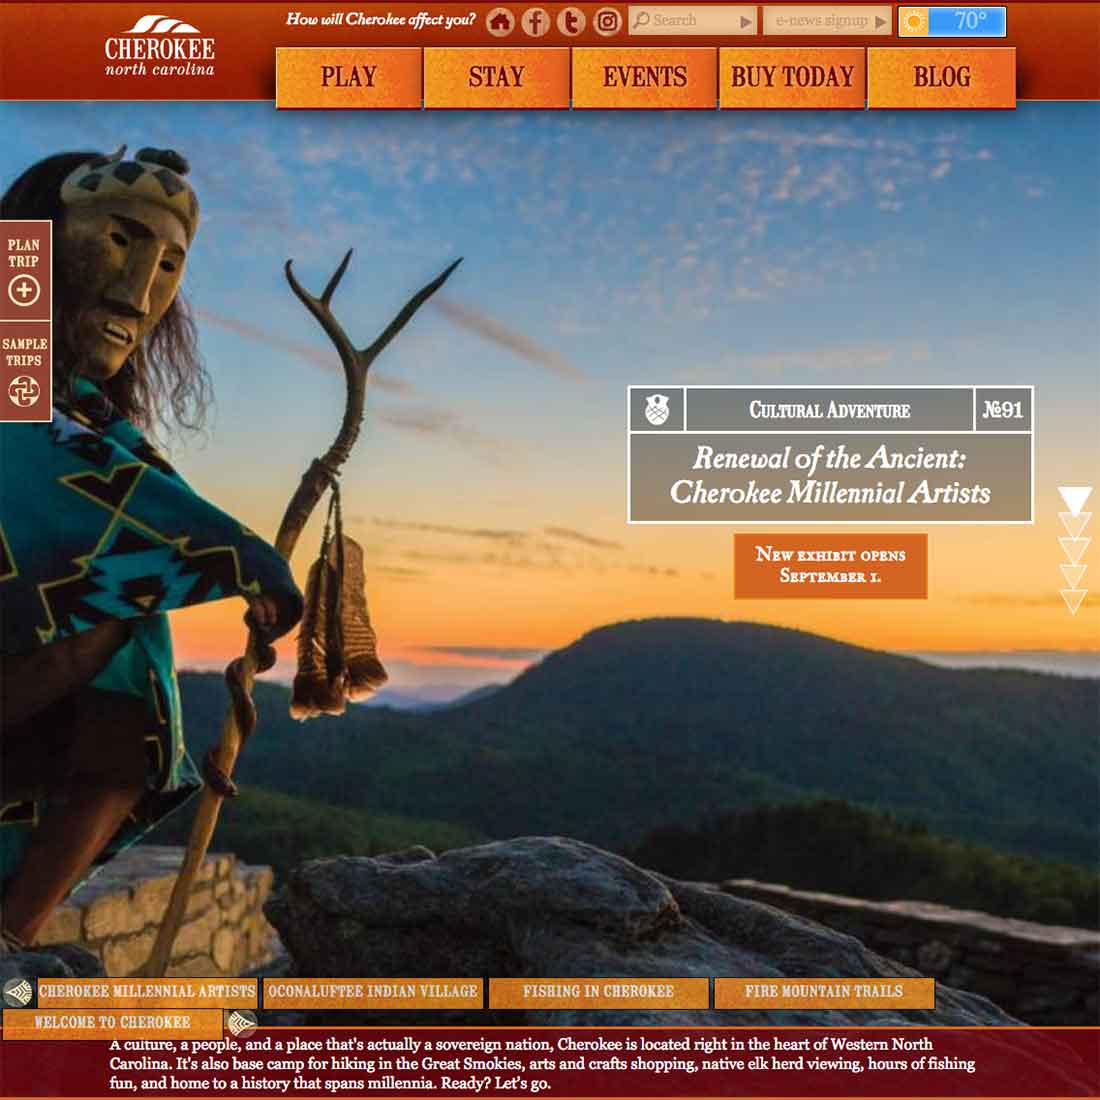 CHEROKEE
north carolina
How will Cherokee affect you?
Search
e-news signup
70°
PLAY
STAY
EVENTS
BUY TODAY
BLOG
PLAN
TRIP
SAMPLE
TRIPS
CULTURAL ADVENTURE
№91
Renewal of the Ancient:
Cherokee Millennial Artists
NEW EXHIBIT OPENS
SEPTEMBER 1.
CHEROKEE MILLENNIAL ARTISTS
OCONALUFTEE INDIAN VILLAGE
FISHING IN CHEROKEE
FIRE MOUNTAIN TRAILS
WELCOME TO CHEROKEE
A culture, a people, and a place that's actually a sovereign nation, Cherokee is located right in the heart of Western North
Carolina. It's also base camp for hiking in the Great Smokies, arts and crafts shopping, native elk herd viewing, hours of fishing
fun, and home to a history that spans millennia. Ready? Let's go.